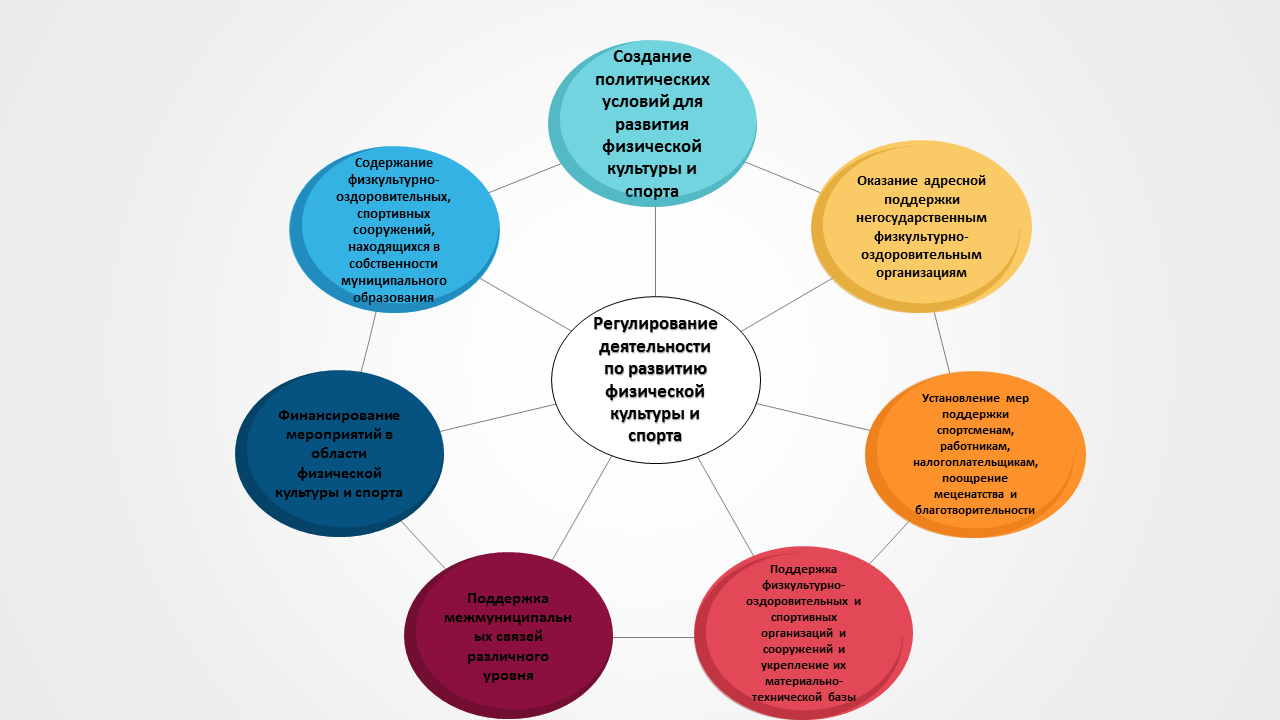 Создание
политических
условий для
развития
физической
культуры и
спорта
Содержание
физкультурно-
оздоровительных,
спортивных
сооружений,
находящихся в
собственности
муниципального
образования
Оказание адресной
поддержки
негосударственным
физкультурно-
оздоровительным
организациям
Регулирование
деятельности
по развитию
физической
культуры и
спорта
Финансирование
мероприятий в
области
физической
культуры и спорта
Установление мер
поддержки
спортсменам,
работникам,
налогоплательщикам,
поощрение
меценатства и
благотворительности
Поддержка
межмуниципальн
ых связей
различного
уровня
Поддержка
физкультурно-
оздоровительных и
спортивных
организаций и
сооружений и
укрепление их
материально-
технической базы